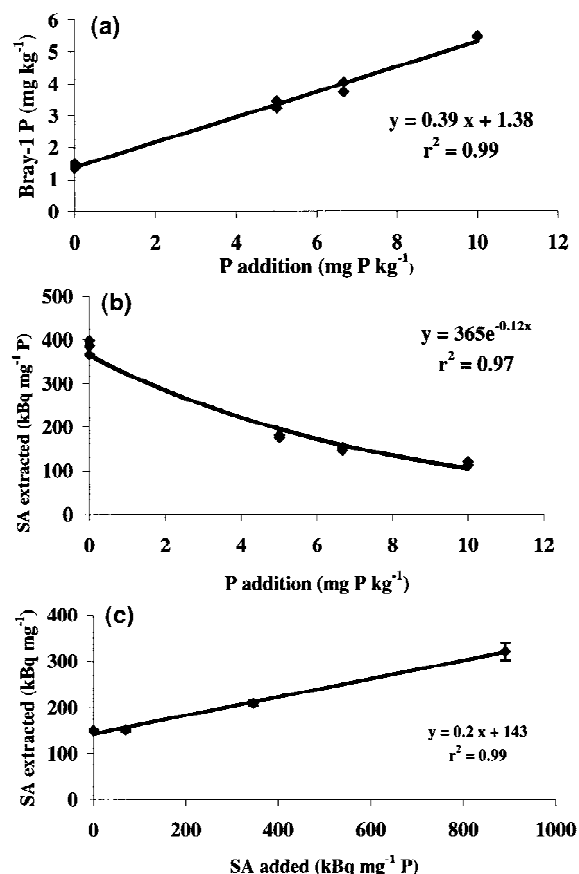 (a)
6
5
4
3
2
1
0
Bray-1 P (mg kg-1)
y = 0.39 x + 1.38
r2 = 0.99
0 2 4 6 8 10 12
P addition (mg P kg-1)
(b)
500
400
300
200
100
0
SA extracted (kBq mg-1 P)
y = 365e-0.12x
r2 = 0.97
0 2 4 6 8 10 12
P addition (mg P kg-1)
(c)
400
300
200
100
0
SA extracted (kBq mg-1)
y = 0.2 x + 143
r2 = 0.99
0 200 400 600 800 1000
SA added (kBq mg-1 P)